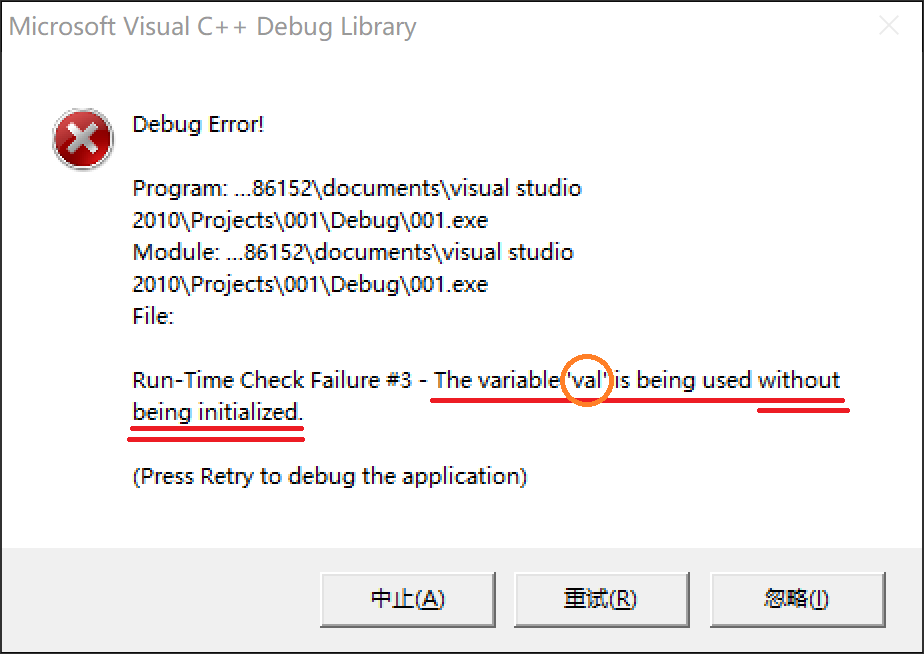 Microsoft Visual C++ Debug Library
Debug Error!
Program: ...86152\documents\visual studio
2010\Projects\001\Debug\001.exe
Module: ...86152\documents\visual studio
2010\Projects\001\Debug\001.exe
File:
Run-Time Check Failure #3 - The variable 'val' is being used without
being initialized.
(Press Retry to debug the application)
中止(A)
重试(R)
忽略(I)